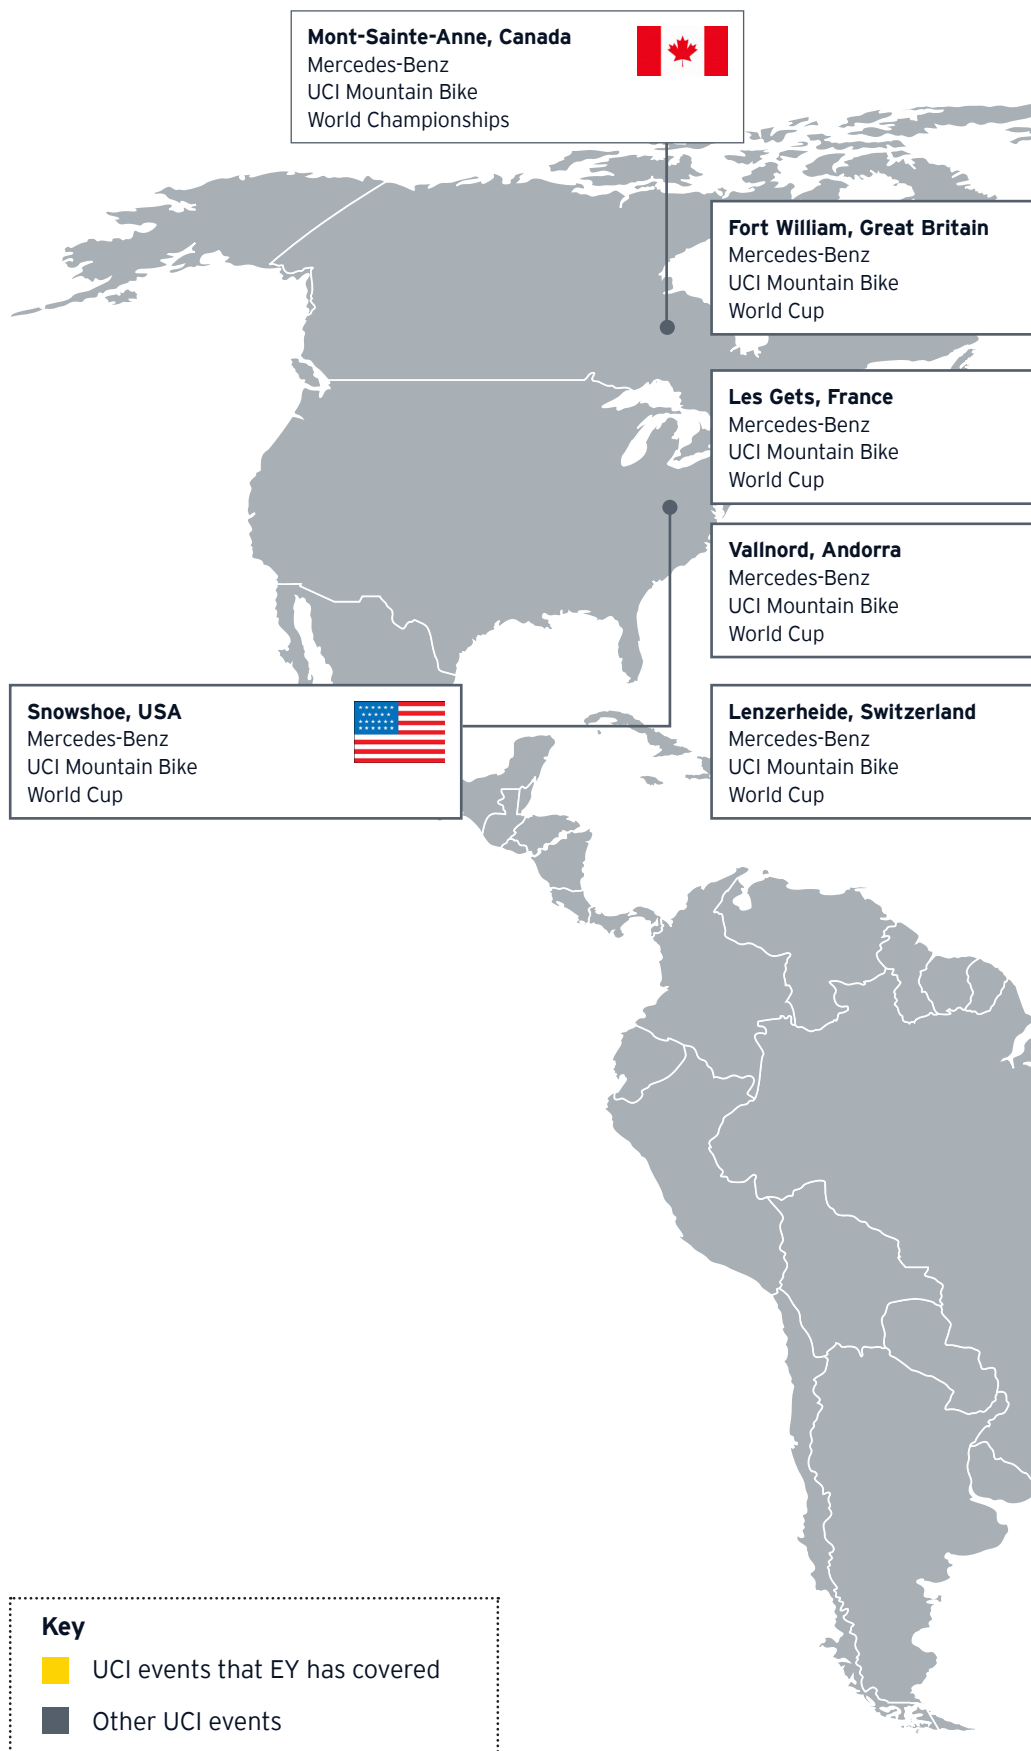 Mont-Sainte-Anne, Canada
Mercedes-Benz
UCI Mountain Bike
World Championships
Fort William, Great Britain
Mercedes-Benz
UCI Mountain Bike
World Cup
Les Gets, France
Mercedes-Benz
UCI Mountain Bike
World Cup
Vallnord, Andorra
Mercedes-Benz
UCI Mountain Bike
World Cup
Snowshoe, USA
Mercedes-Benz
UCI Mountain Bike
World Cup
Lenzerheide, Switzerland
Mercedes-Benz
UCI Mountain Bike
World Cup
Key
UCI events that EY has covered
Other UCI events